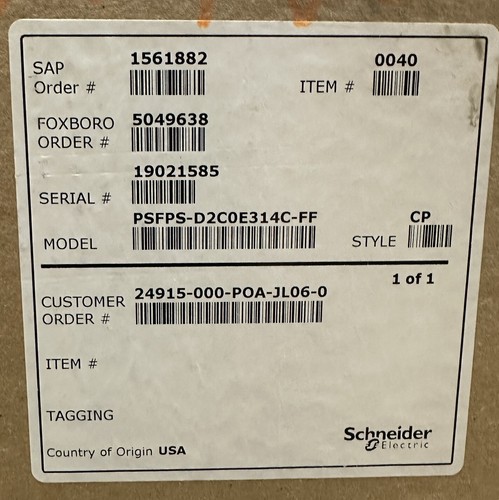 SAP Order # 1561882 ITEM # 0040
FOXBORO ORDER # 5049638
SERIAL # 19021585
MODEL PSFPS-D2C0E314C-FF STYLE CP
1 of 1
CUSTOMER ORDER # 24915-000-POA-JL06-0
ITEM #
TAGGING
Country of Origin USA
Schneider Electric